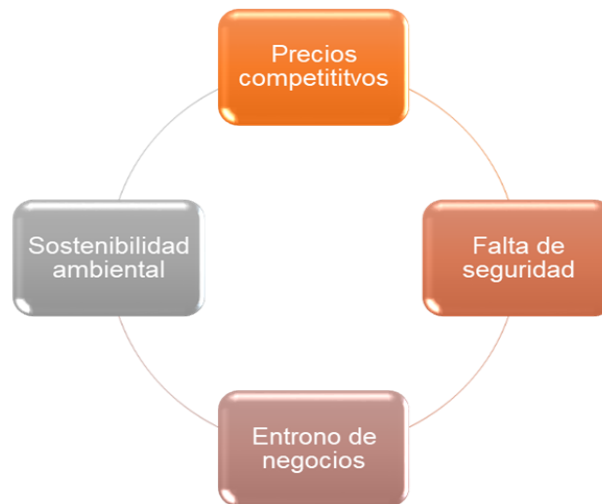 Precios
competititvos
Sostenibilidad
ambiental
Falta de
seguridad
Entrono de
negocios